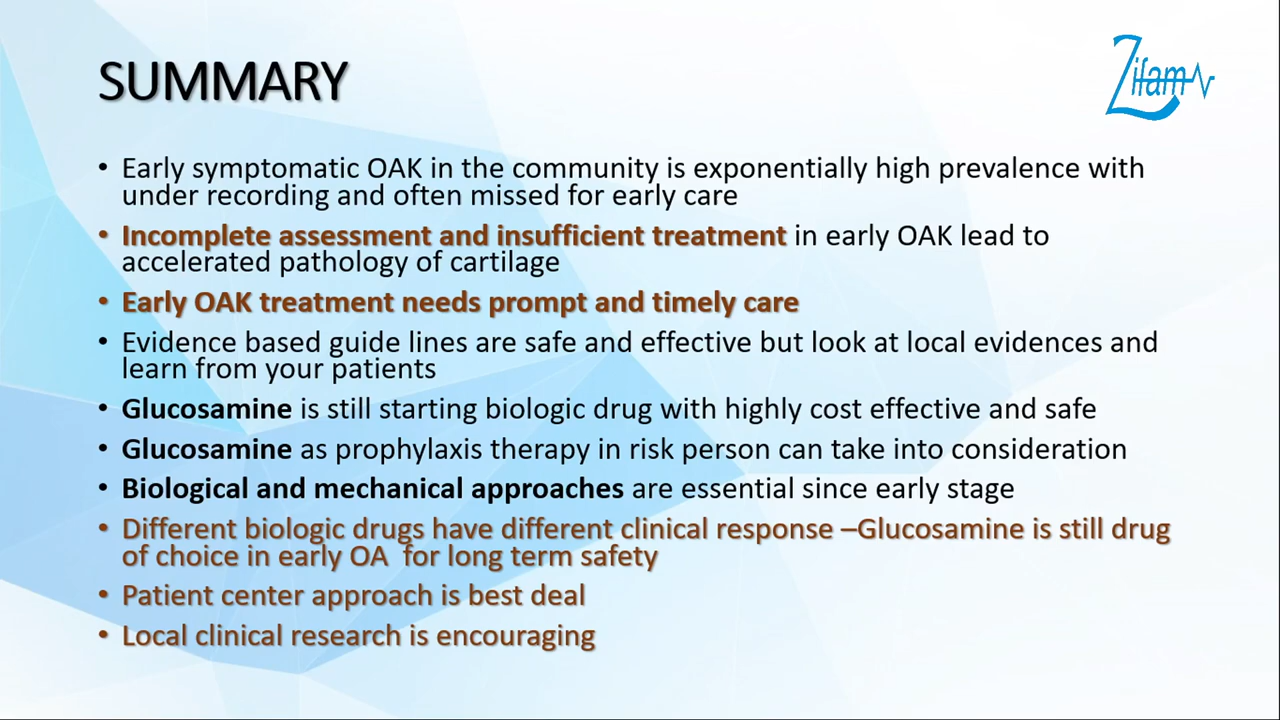 SUMMARY
Zifam
• Early symptomatic OAK in the community is exponentially high prevalence with
under recording and often missed for early care
• Incomplete assessment and insufficient treatment in early OAK lead to
accelerated pathology of cartilage
• Early OAK treatment needs prompt and timely care
• Evidence based guide lines are safe and effective but look at local evidences and
learn from your patients
• Glucosamine is still starting biologic drug with highly cost effective and safe
• Glucosamine as prophylaxis therapy in risk person can take into consideration
• Biological and mechanical approaches are essential since early stage
• Different biologic drugs have different clinical response –Glucosamine is still drug
of choice in early OA  for long term safety
• Patient center approach is best deal
• Local clinical research is encouraging